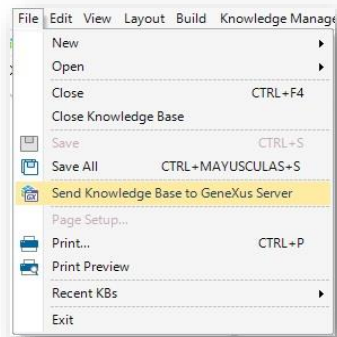 File Edit View Layout Build Knowledge Manage
New
Open
Close CTRL+F4
Close Knowledge Base
Save CTRL+S
Save All CTRL+MAYUSCULAS+S
Send Knowledge Base to GeneXus Server
Page Setup...
Print... CTRL+P
Print Preview
Recent KBs
Exit